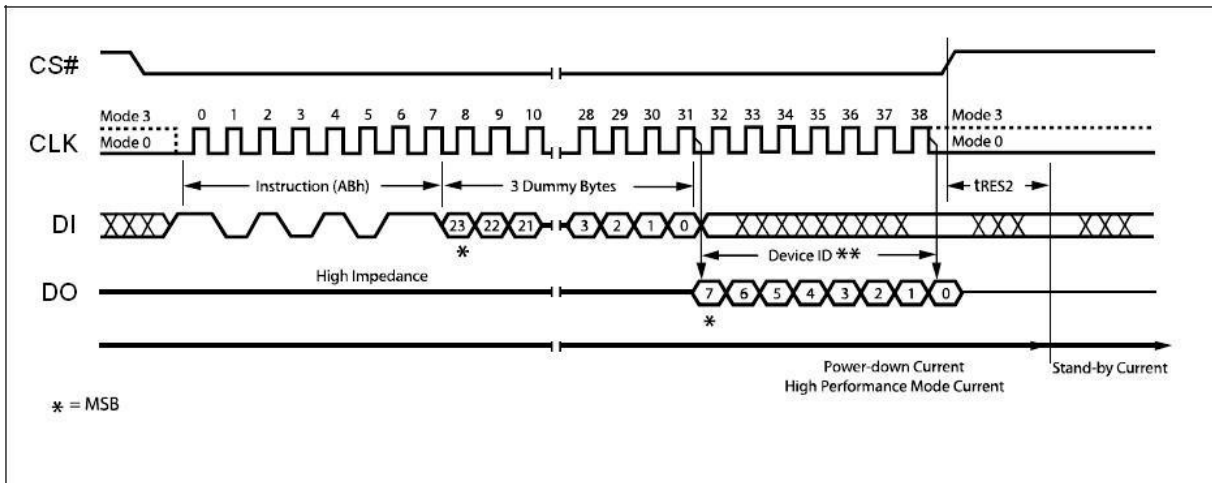 CS#
0 1 2 3 4 5 6 7 8 9 10 28 29 30 31 32 33 34 35 36 37 38
Mode 3 Mode 3
CLK
Mode 0 Mode 0
Instruction (ABh) 3 Dummy Bytes tRES2
DI 23 22 21 3 2 1 0
*
Device ID **
High Impedance
DO 7 6 5 4 3 2 1 0
*
Power-down Current Stand-by Current
High Performance Mode Current
* = MSB